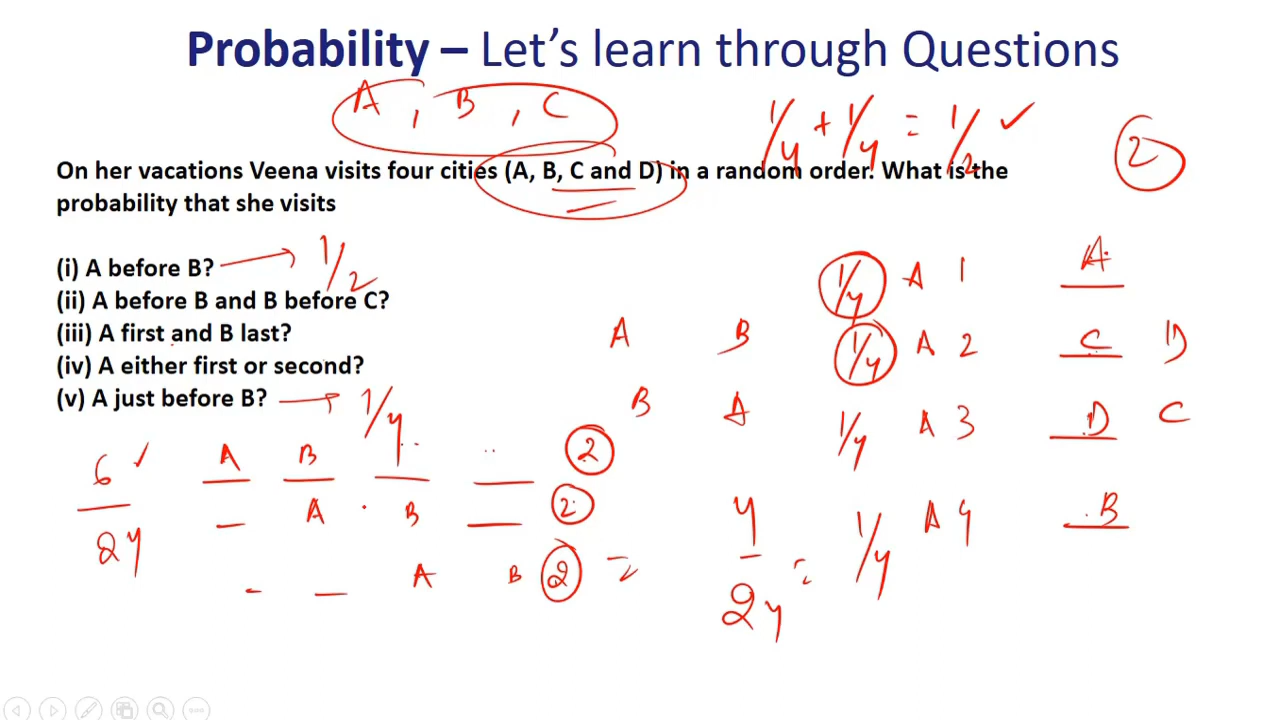 Probability – Let's learn through Questions
A , B , C
1/4 + 1/4 = 1/2 ✓
2
On her vacations Veena visits four cities (A, B, C and D) in a random order. What is the
probability that she visits
(i) A before B? → 1/2
(ii) A before B and B before C?
(iii) A first and B last?
(iv) A either first or second?
(v) A just before B? → 1/4
A B
B A
1/4 A 1 A
1/4 A 2 C D
1/4 A 3 D C
1/4 A 4 B
6/24 ✓
A B 2
A B 2
A B 2 =
4/24 =